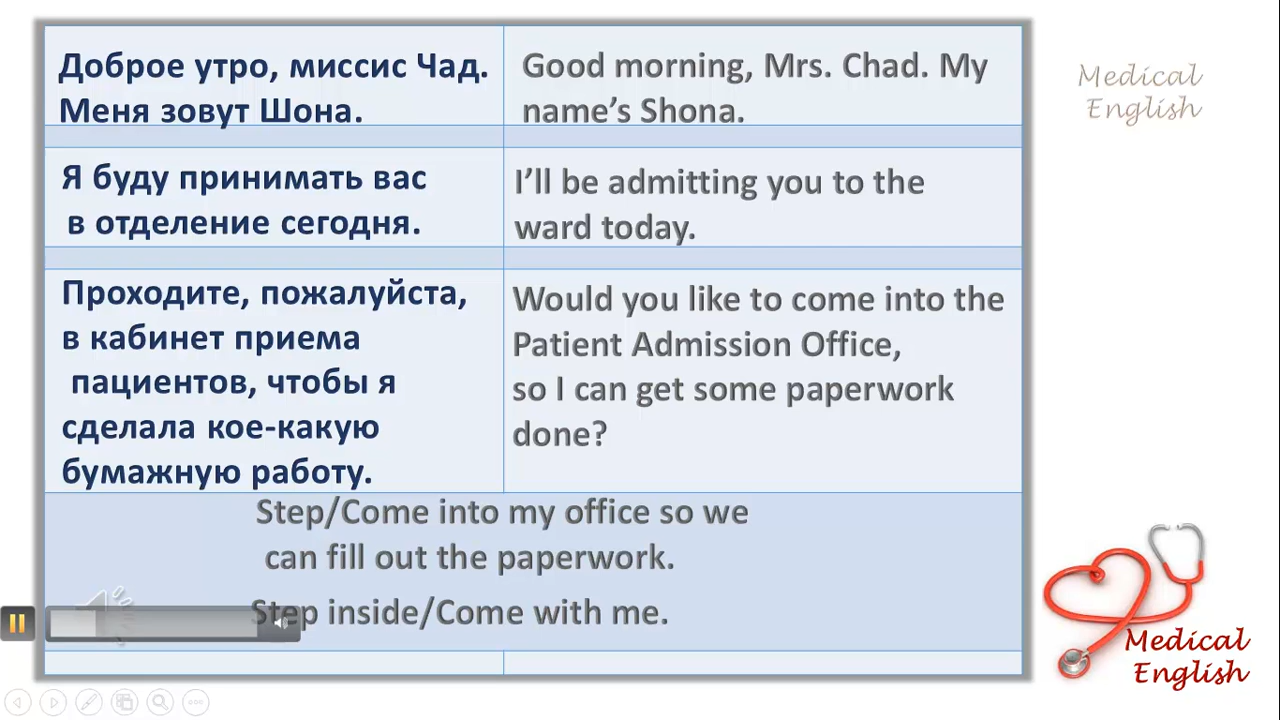 Доброе утро, миссис Чад.
Меня зовут Шона.
Good morning, Mrs. Chad. My
name’s Shona.
Я буду принимать вас
в отделение сегодня.
I’ll be admitting you to the
ward today.
Проходите, пожалуйста,
в кабинет приема
пациентов, чтобы я
сделала кое-какую
бумажную работу.
Would you like to come into the
Patient Admission Office,
so I can get some paperwork
done?
Step/Come into my office so we
can fill out the paperwork.
Step inside/Come with me.
Medical
English
Medical
English